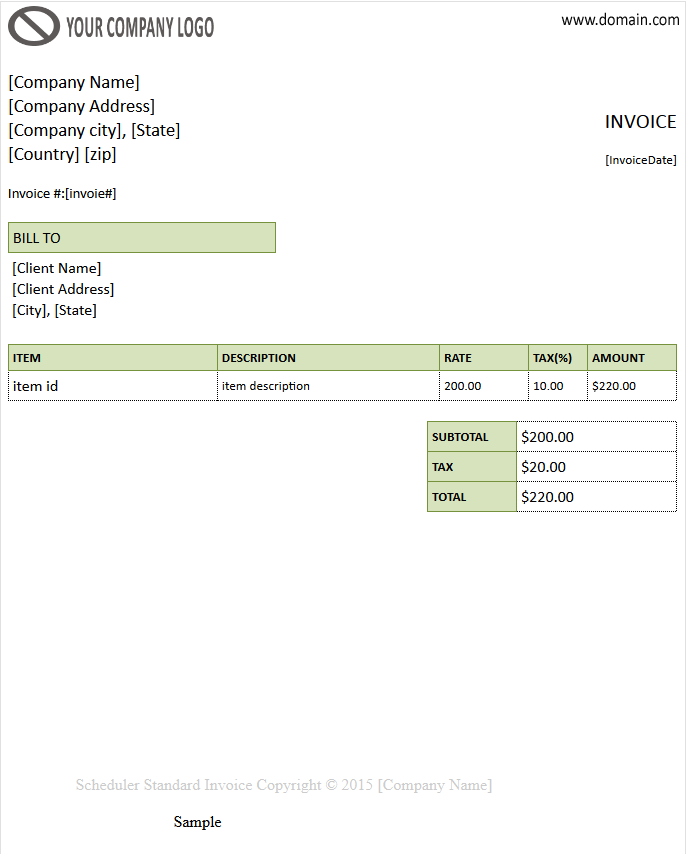 YOUR COMPANY LOGO
www.domain.com
[Company Name]
[Company Address]
[Company city], [State]
[Country] [zip]
INVOICE
[InvoiceDate]
Invoice #:[invoie#]
BILL TO
[Client Name]
[Client Address]
[City], [State]
ITEM DESCRIPTION RATE TAX(%) AMOUNT
item id item description 200.00 10.00 $220.00
SUBTOTAL $200.00
TAX $20.00
TOTAL $220.00
Scheduler Standard Invoice Copyright © 2015 [Company Name]
Sample